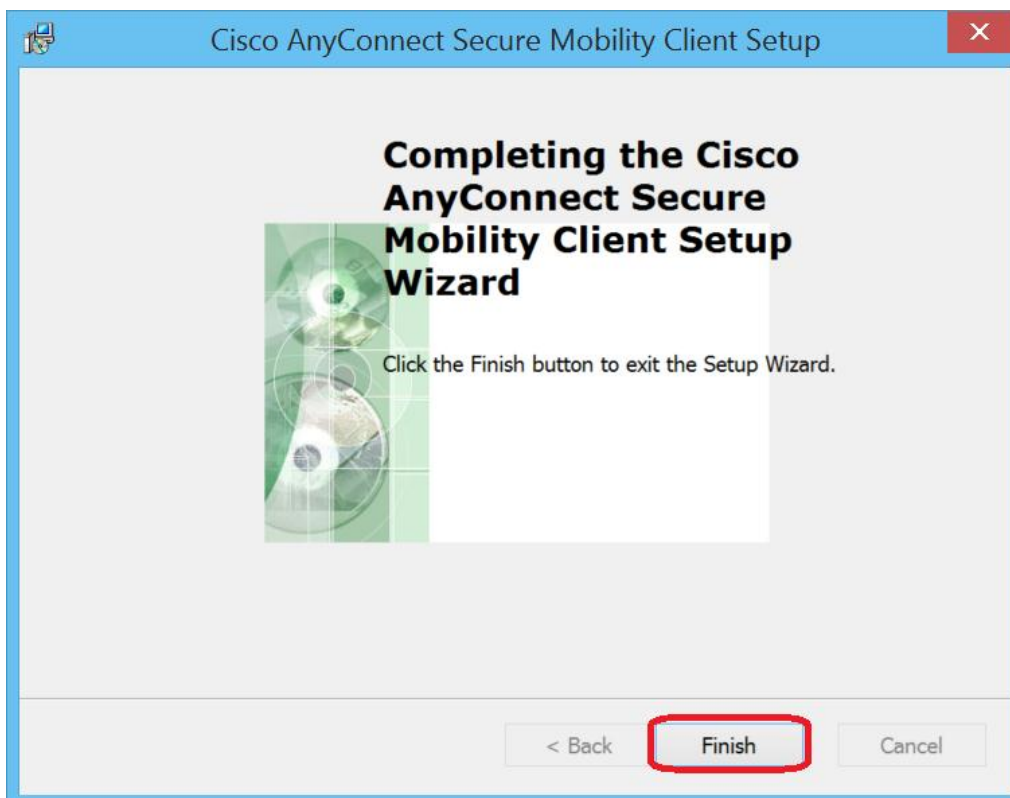 Cisco AnyConnect Secure Mobility Client Setup
Completing the Cisco
AnyConnect Secure
Mobility Client Setup
Wizard
Click the Finish button to exit the Setup Wizard.
< Back Finish Cancel